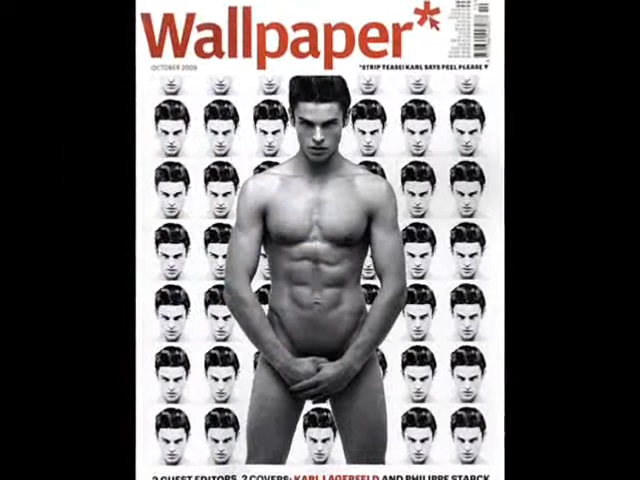 Wallpaper*
OCTOBER 2009
*STRIP TEASE! KARL SAYS PEEL PLEASE
2 GUEST EDITORS, 2 COVERS: KARL LAGERFELD AND PHILIPPE STARCK